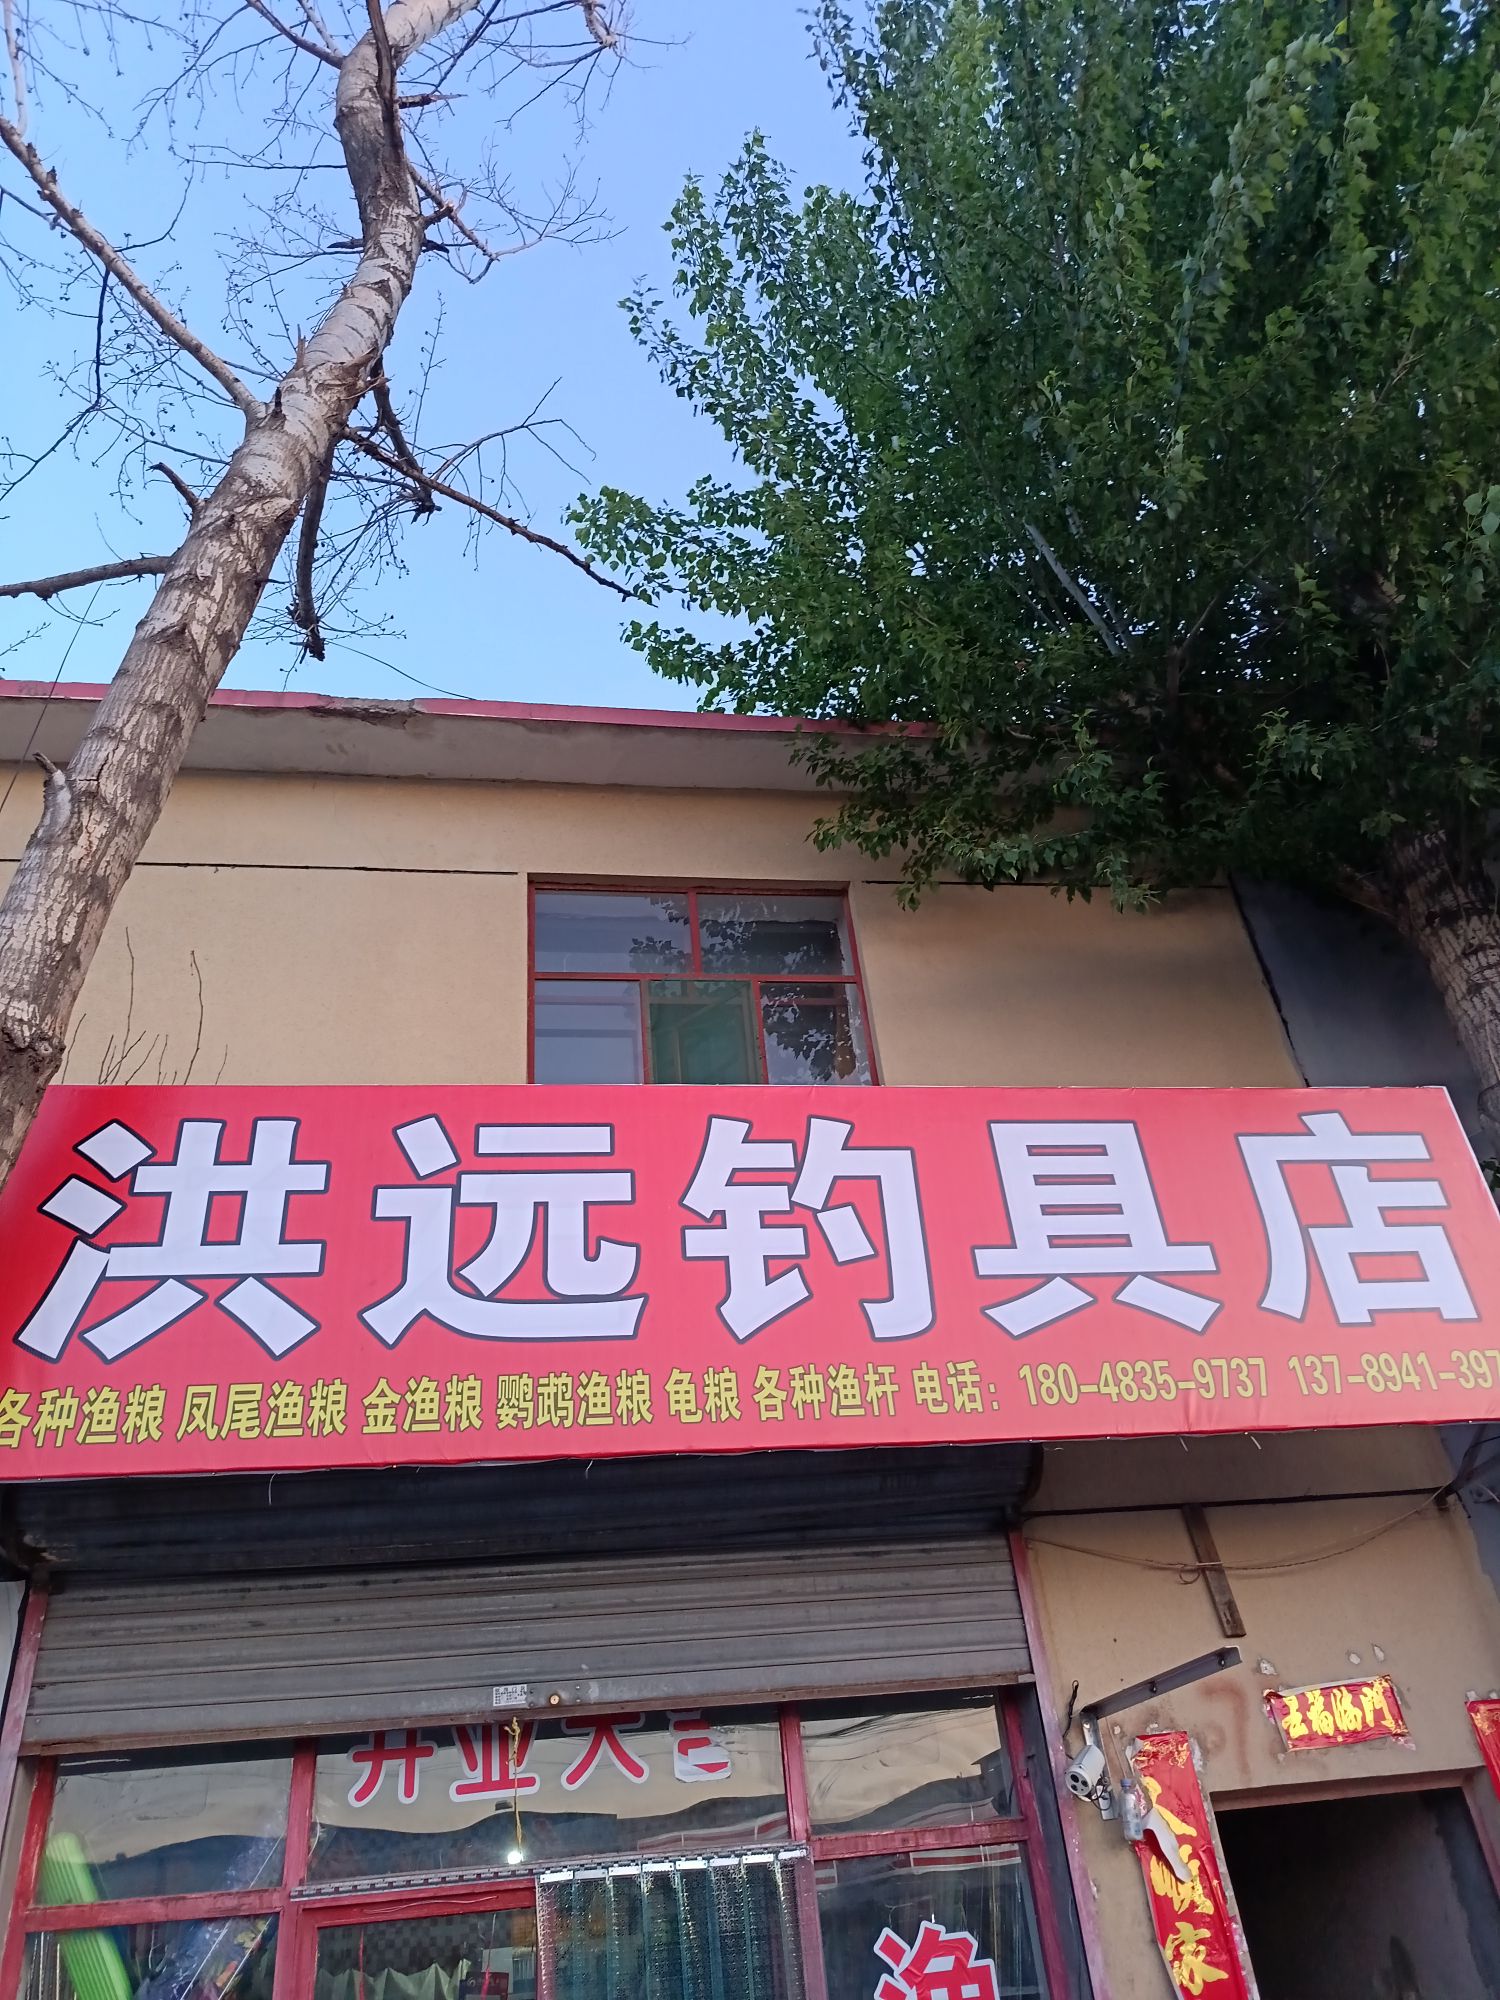 洪远钓具店
各种渔粮 凤尾渔粮 金渔粮 鹦鹉渔粮 龟粮 各种渔杆 电话：180-4835-9737 137-8941-397
开业大
五福临门
渔